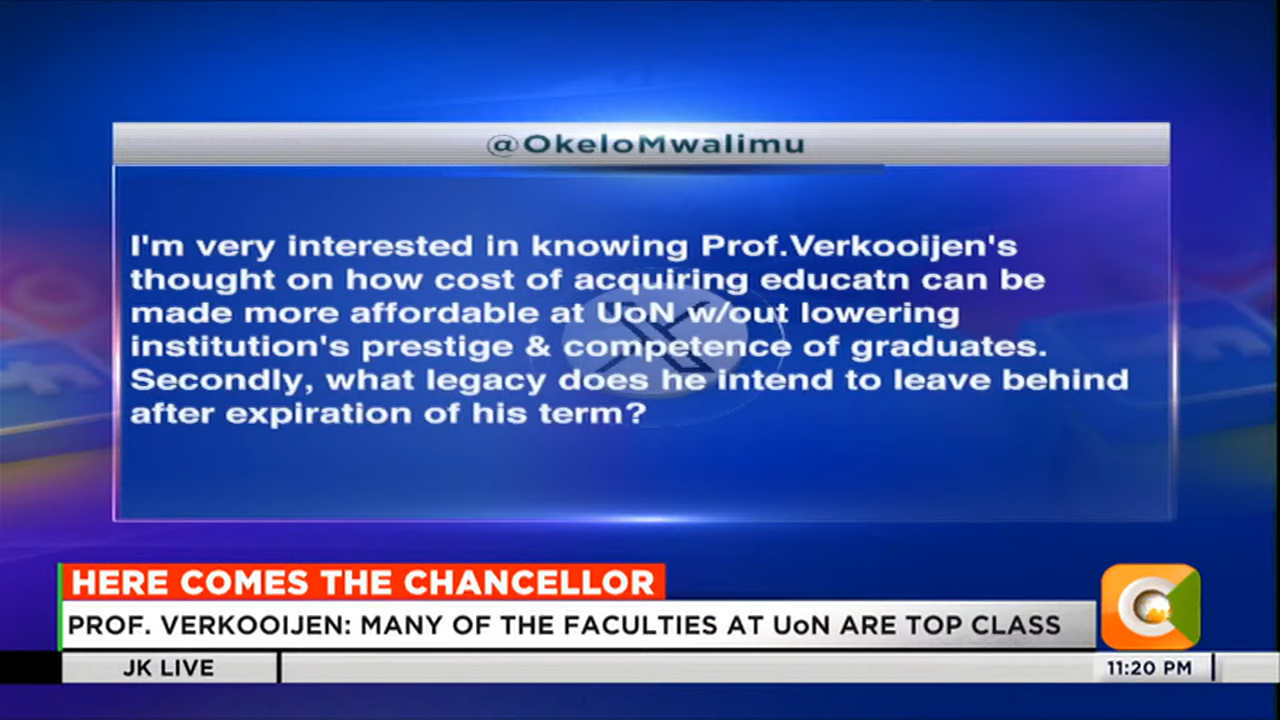 @OkeloMwalimu
I'm very interested in knowing Prof.Verkooijen's
thought on how cost of acquiring educatn can be
made more affordable at UoN w/out lowering
institution's prestige & competence of graduates.
Secondly, what legacy does he intend to leave behind
after expiration of his term?
HERE COMES THE CHANCELLOR
PROF. VERKOOIJEN: MANY OF THE FACULTIES AT UoN ARE TOP CLASS
JK LIVE
11:20 PM